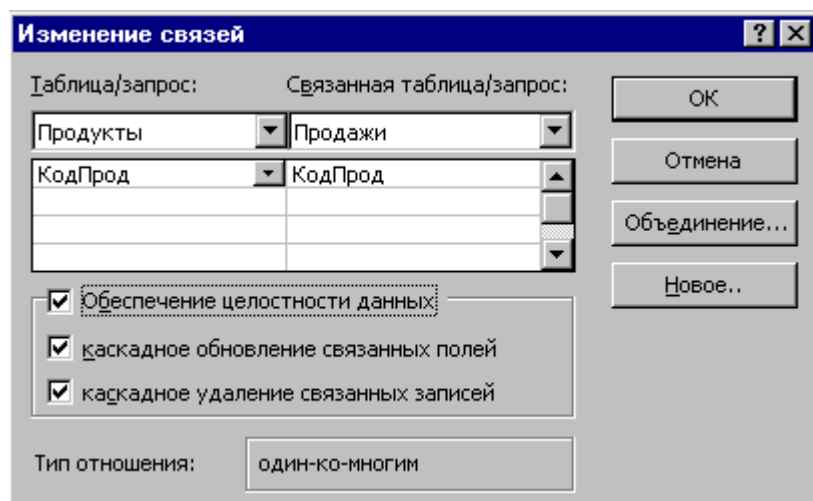 Изменение связей
Таблица/запрос: Связанная таблица/запрос:
Продукты Продажи
КодПрод КодПрод
Обеспечение целостности данных
каскадное обновление связанных полей
каскадное удаление связанных записей
Тип отношения: один-ко-многим
ОК
Отмена
Объединение...
Новое..